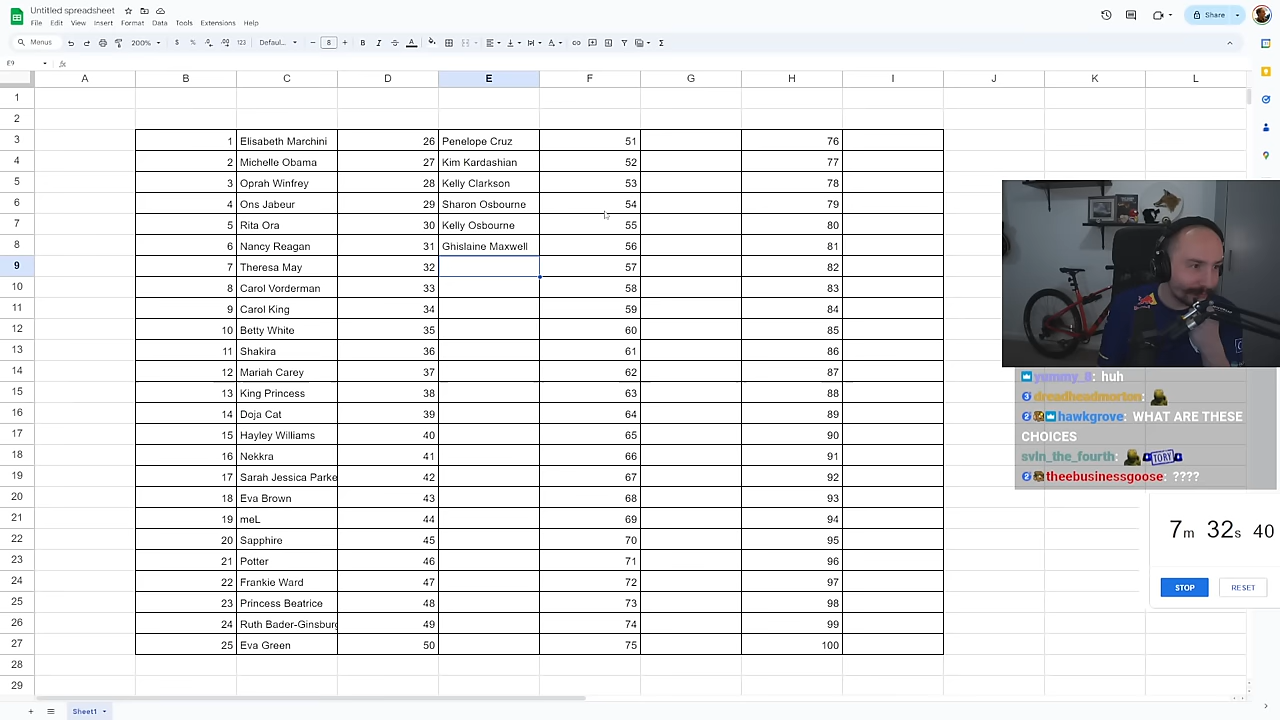 Untitled spreadsheet
File Edit View Insert Format Data Tools Extensions Help
Share
Menus 200% $ % .0 .00 123 Defaul... 8 B I S A
E9 fx
A B C D E F G H I J K L
1
2
3 1 Elisabeth Marchini 26 Penelope Cruz 51 76
4 2 Michelle Obama 27 Kim Kardashian 52 77
5 3 Oprah Winfrey 28 Kelly Clarkson 53 78
6 4 Ons Jabeur 29 Sharon Osbourne 54 79
7 5 Rita Ora 30 Kelly Osbourne 55 80
8 6 Nancy Reagan 31 Ghislaine Maxwell 56 81
9 7 Theresa May 32 57 82
10 8 Carol Vorderman 33 58 83
11 9 Carol King 34 59 84
12 10 Betty White 35 60 85
13 11 Shakira 36 61 86
14 12 Mariah Carey 37 62 87
15 13 King Princess 38 63 88
16 14 Doja Cat 39 64 89
17 15 Hayley Williams 40 65 90
18 16 Nekkra 41 66 91
19 17 Sarah Jessica Parke 42 67 92
20 18 Eva Brown 43 68 93
21 19 meL 44 69 94
22 20 Sapphire 45 70 95
23 21 Potter 46 71 96
24 22 Frankie Ward 47 72 97
25 23 Princess Beatrice 48 73 98
26 24 Ruth Bader-Ginsburg 49 74 99
27 25 Eva Green 50 75 100
28
29
Sheet1
yummy_8: huh
dreadheadmorton:
hawkgrove: WHAT ARE THESE
CHOICES
svln_the_fourth: TORY
theebusinessgoose: ????
7m 32s 40
STOP RESET